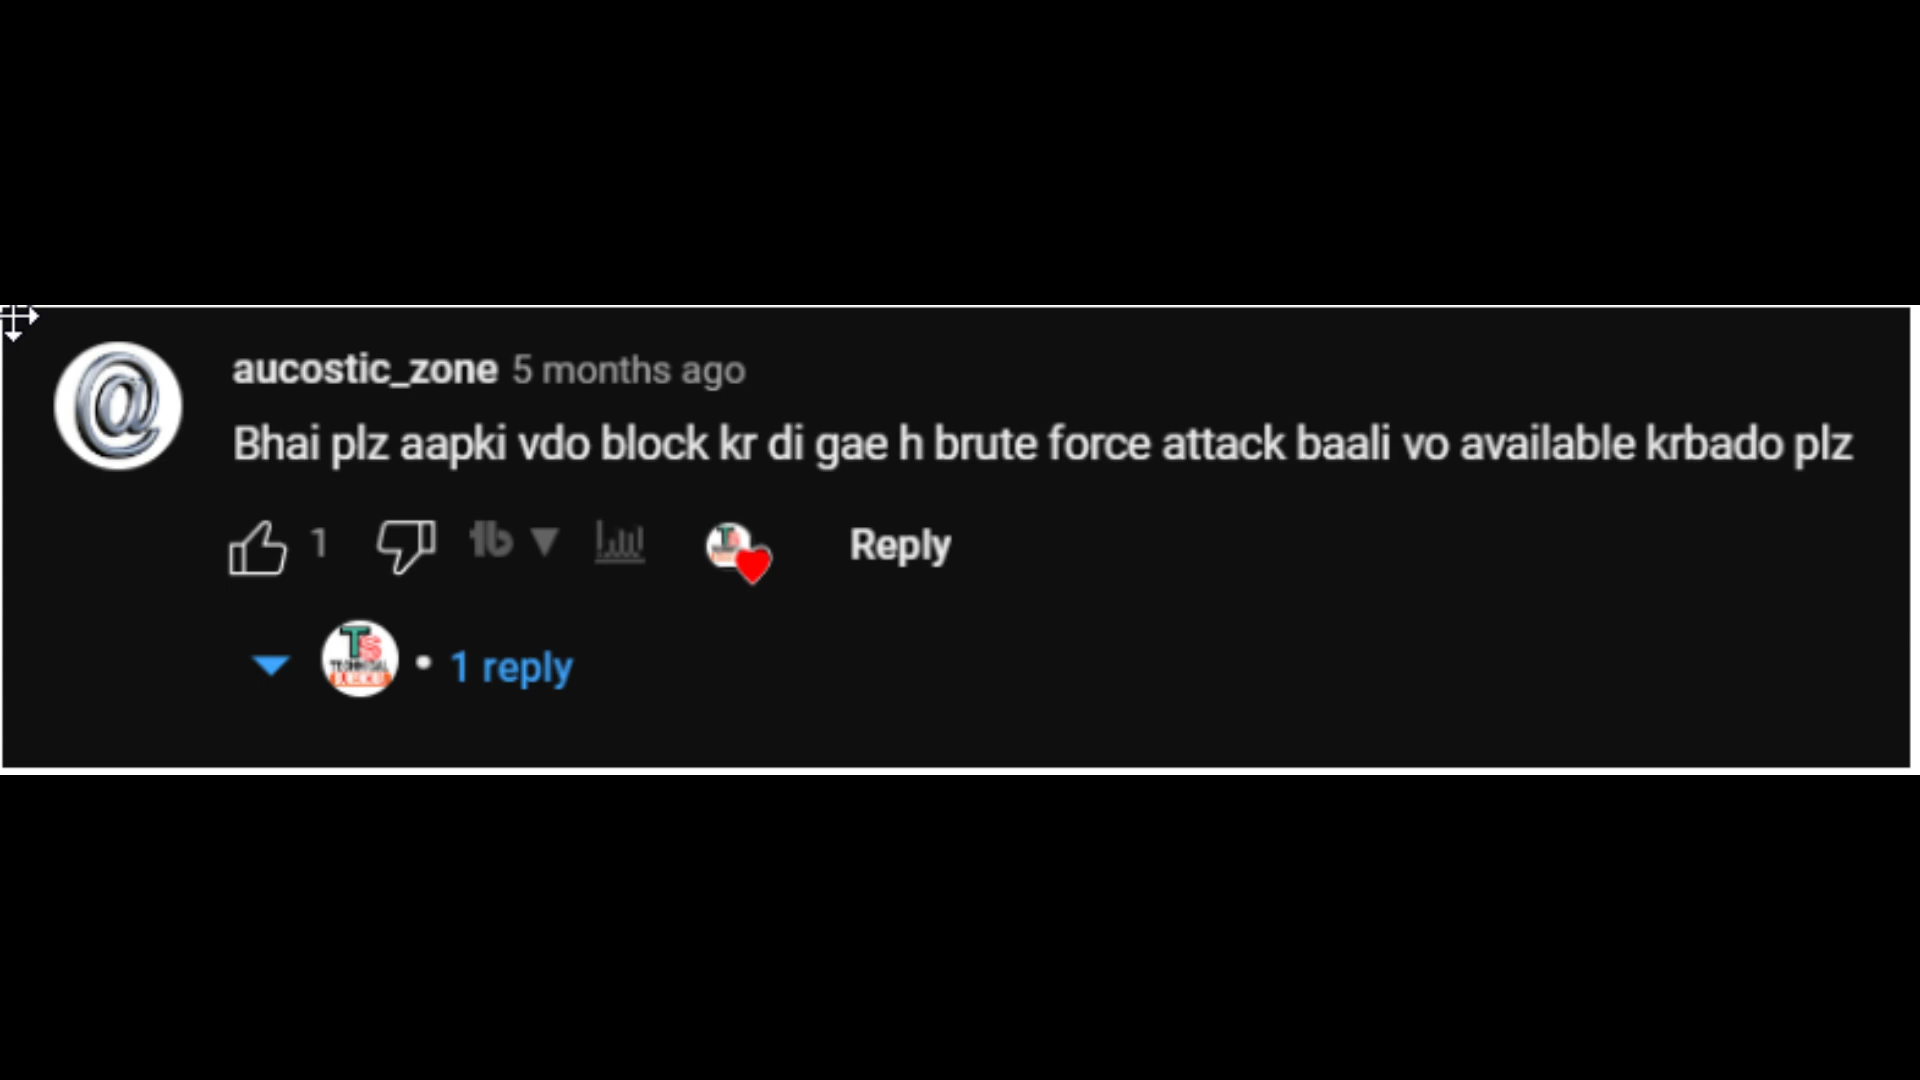 aucostic_zone 5 months ago
Bhai plz aapki vdo block kr di gae h brute force attack baali vo available krbado plz
1 Reply
TS
1 reply